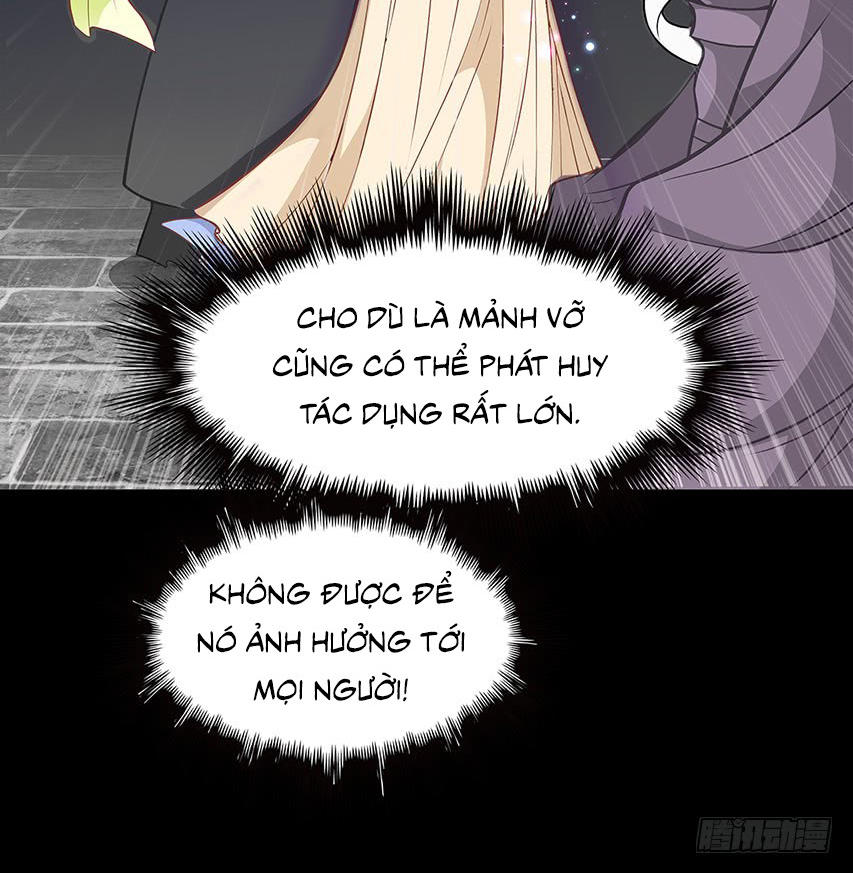 CHO DÙ LÀ MẢNH VỠ
CŨNG CÓ THỂ PHÁT HUY
TÁC DỤNG RẤT LỚN.
KHÔNG ĐƯỢC ĐỂ
NÓ ẢNH HƯỞNG TỚI
MỌI NGƯỜI!
腾讯动漫